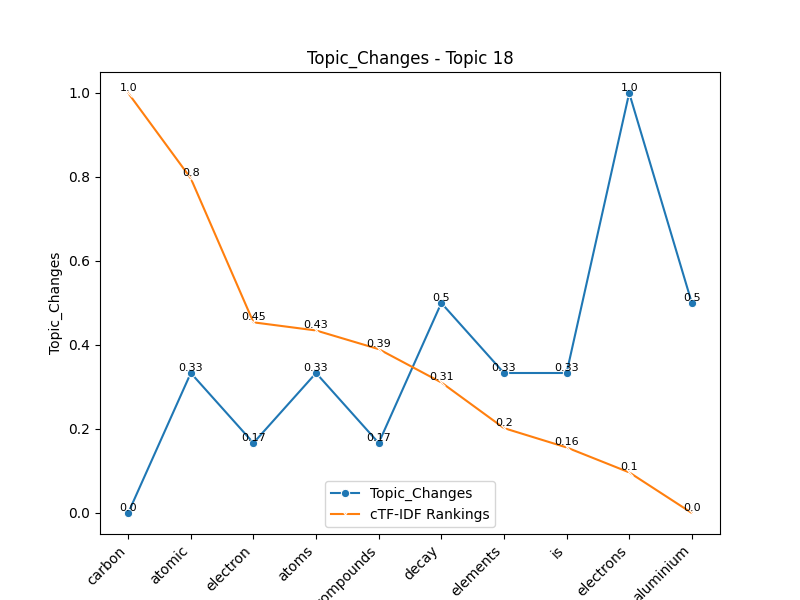 Topic_Changes - Topic 18
Topic_Changes
1.0
0.8
0.6
0.4
0.2
0.0
1.0
0.8
0.45
0.43
0.39
0.31
0.2
0.16
0.1
0.0
0.0
0.33
0.17
0.33
0.17
0.5
0.33
0.33
1.0
0.5
Topic_Changes
cTF-IDF Rankings
carbon
atomic
electron
atoms
ompounds
decay
elements
is
electrons
aluminium